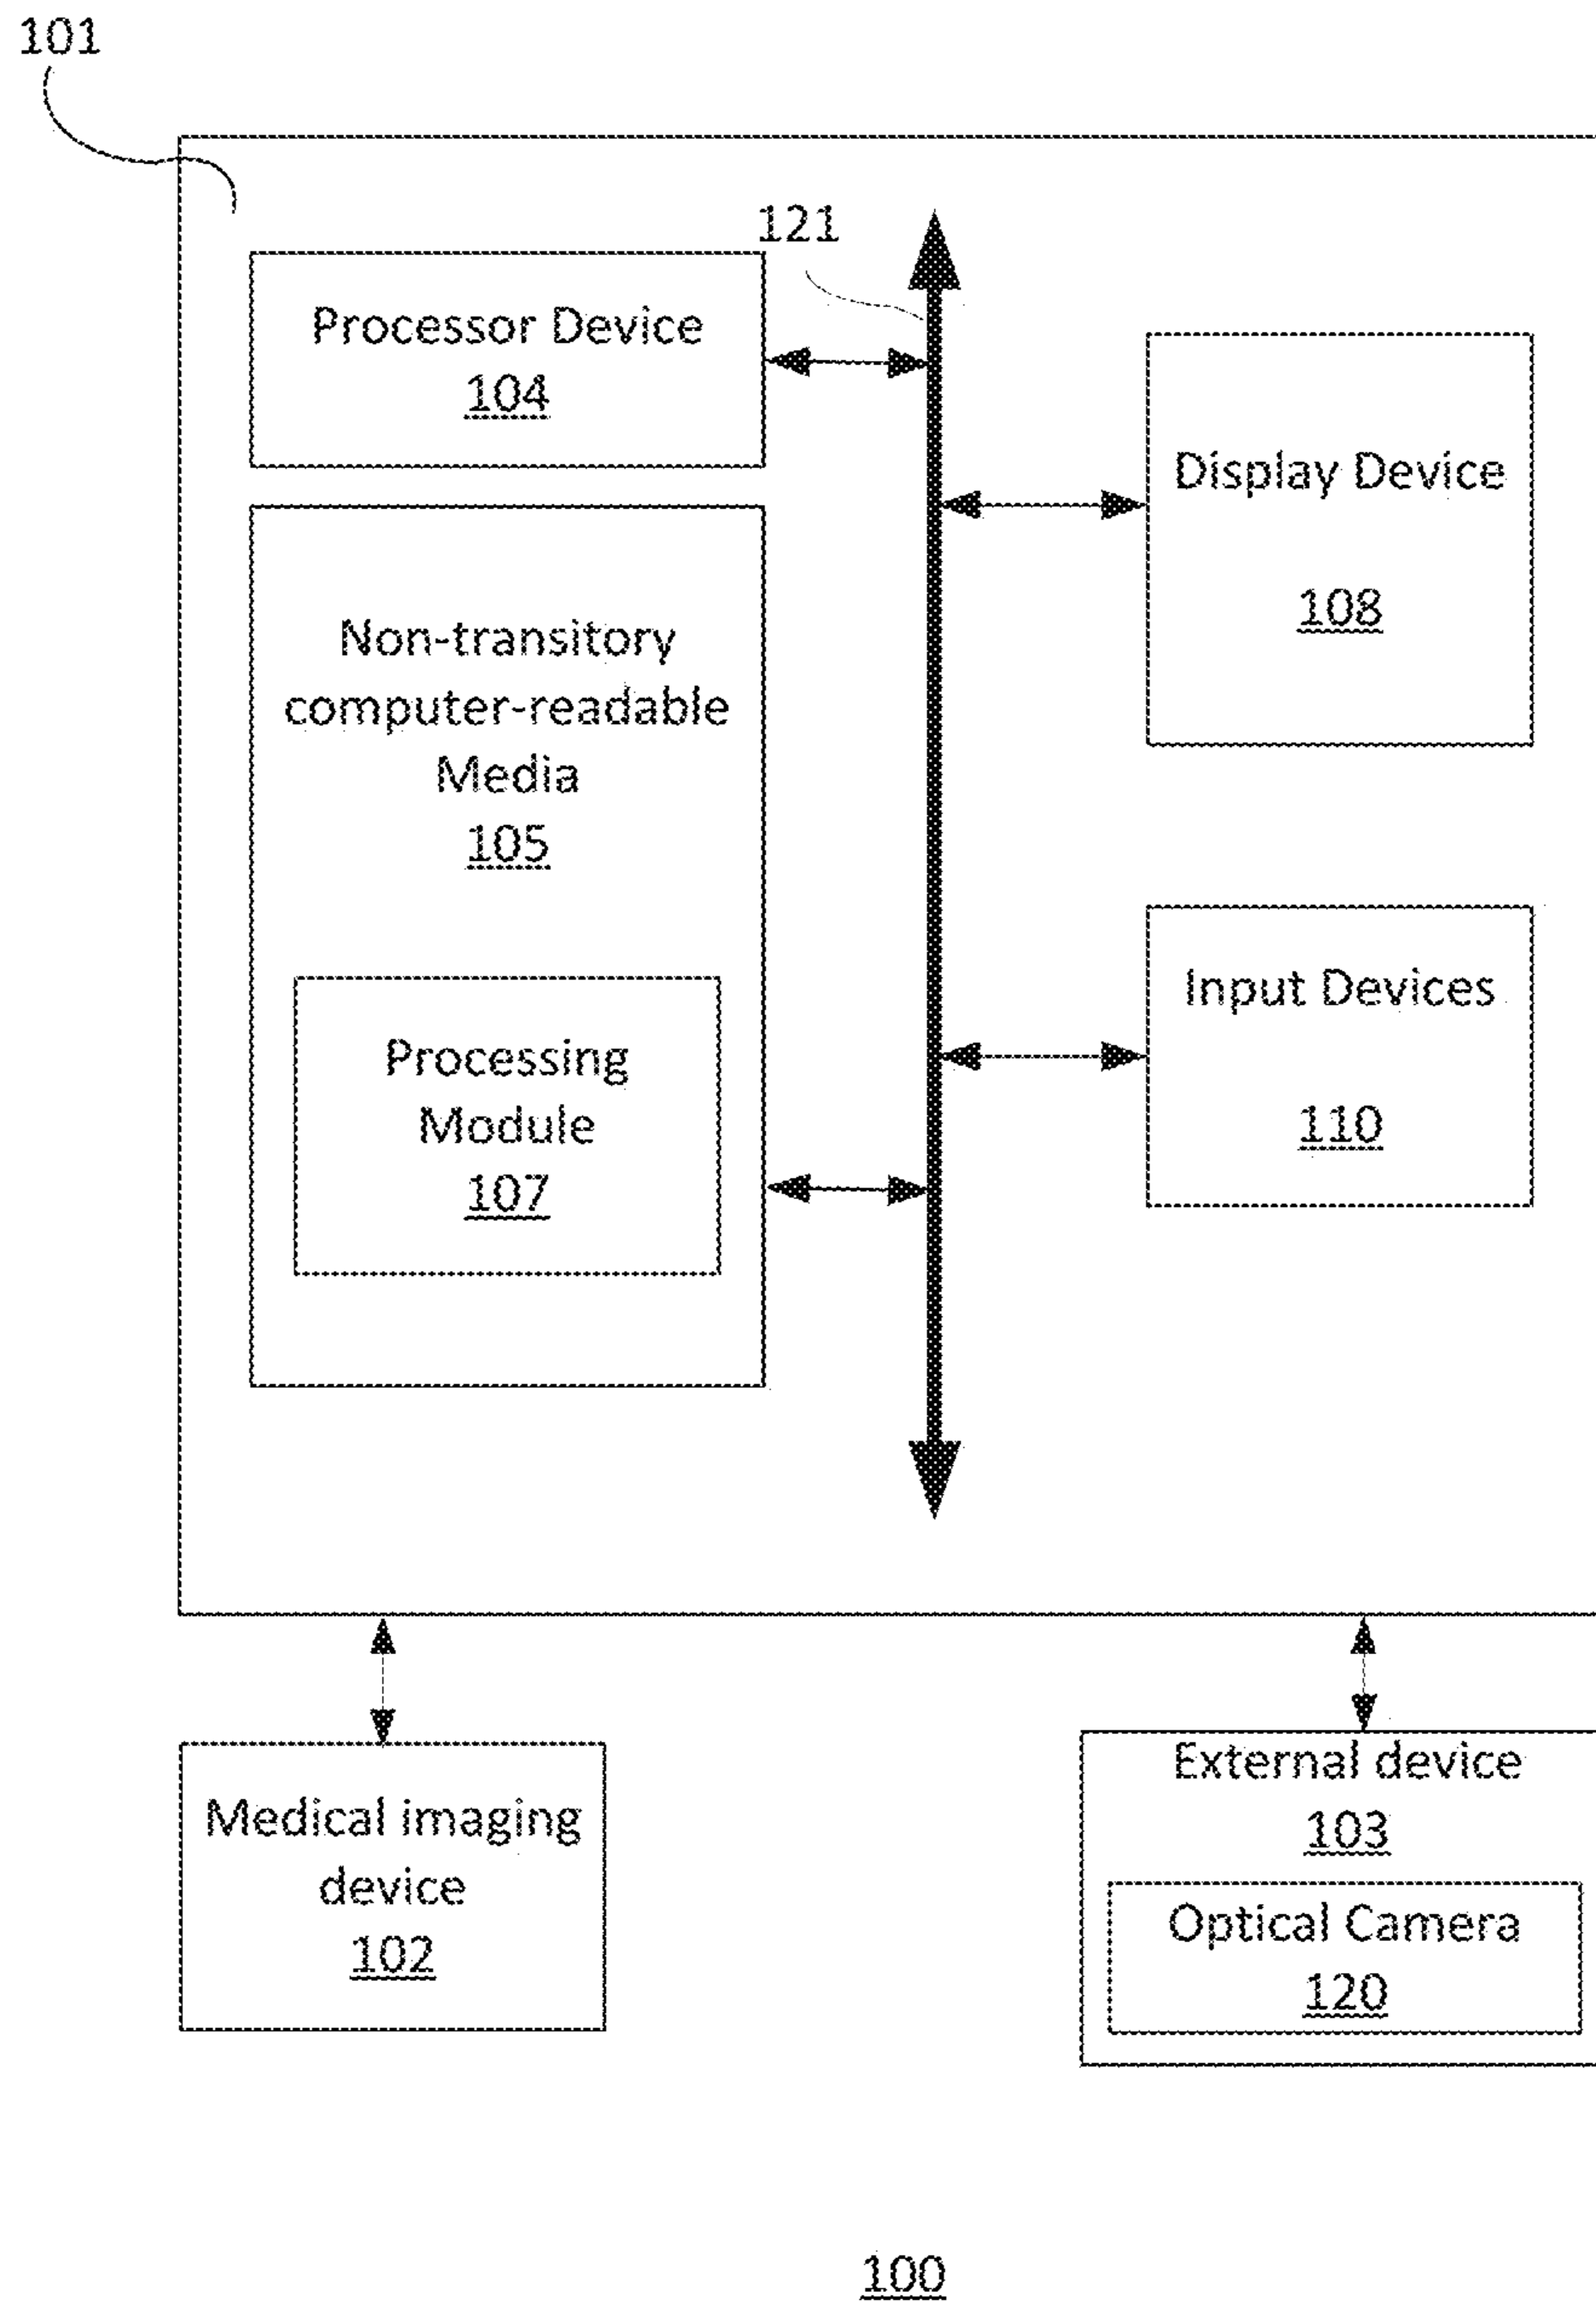 101
121
Processor Device
104
Display Device
108
Non-transitory
computer-readable
Media
105
Processing
Module
107
Input Devices
110
Medical imaging
device
102
External device
103
Optical Camera
120
100